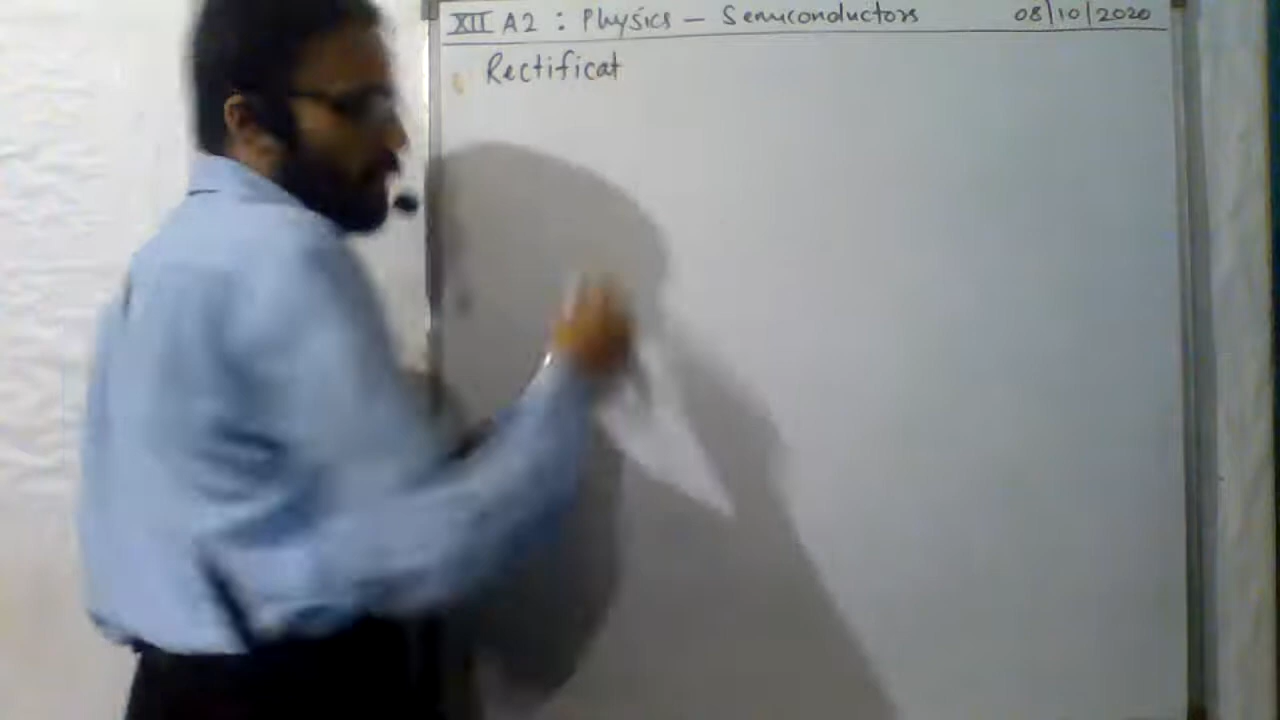 XII A2 : Physics - Semiconductors 08/10/2020
Rectificat